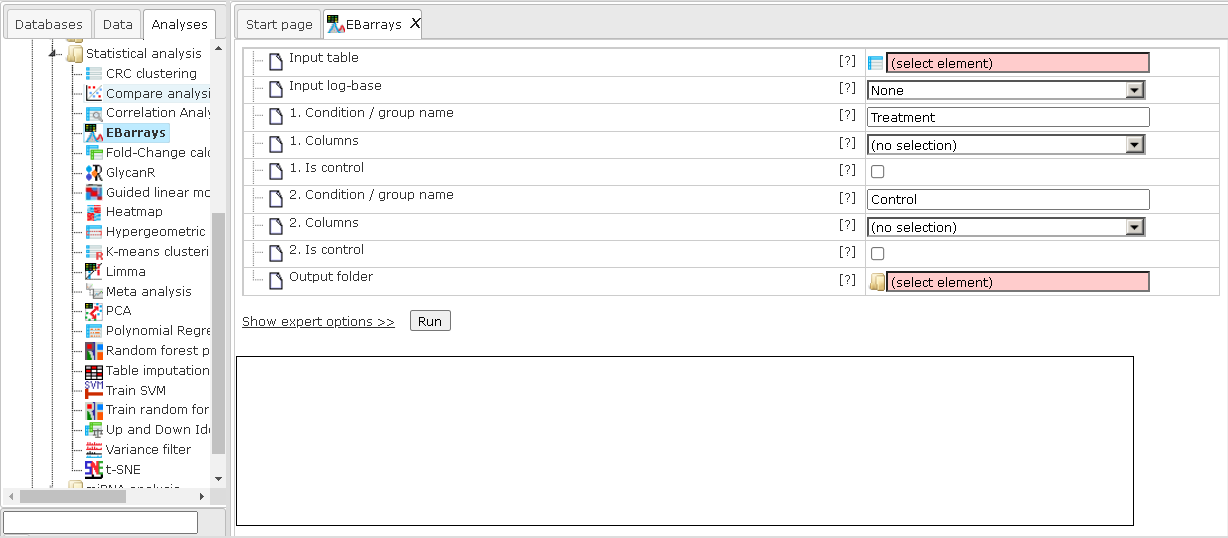 Databases
Data
Analyses
Statistical analysis
CRC clustering
Compare analysi
Correlation Analy
EBarrays
Fold-Change calc
GlycanR
Guided linear mo
Heatmap
Hypergeometric
K-means clusteri
Limma
Meta analysis
PCA
Polynomial Regre
Random forest p
Table imputation
SVM Train SVM
Train random for
Up and Down Ide
Variance filter
t-SNE
miRNA analysis
Start page
EBarrays X
Input table [?] (select element)
Input log-base [?] None
1. Condition / group name [?] Treatment
1. Columns [?] (no selection)
1. Is control [?]
2. Condition / group name [?] Control
2. Columns [?] (no selection)
2. Is control [?]
Output folder [?] (select element)
Show expert options >> Run